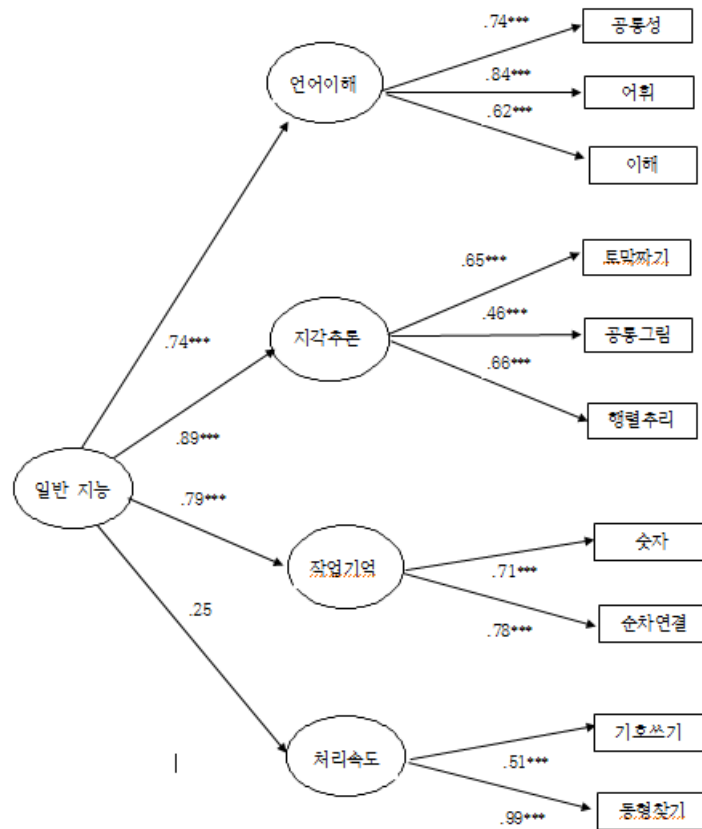 .74***
공통성
언어이해
.84***
어휘
.62***
이해
.65***
토막짜기
.46***
공통그림
지각추론
.74***
.66***
행렬추리
.89***
일반 지능
.79***
숫자
작업기억
.71***
순차연결
.78***
.25
기호쓰기
처리속도
.51***
동형찾기
.99***